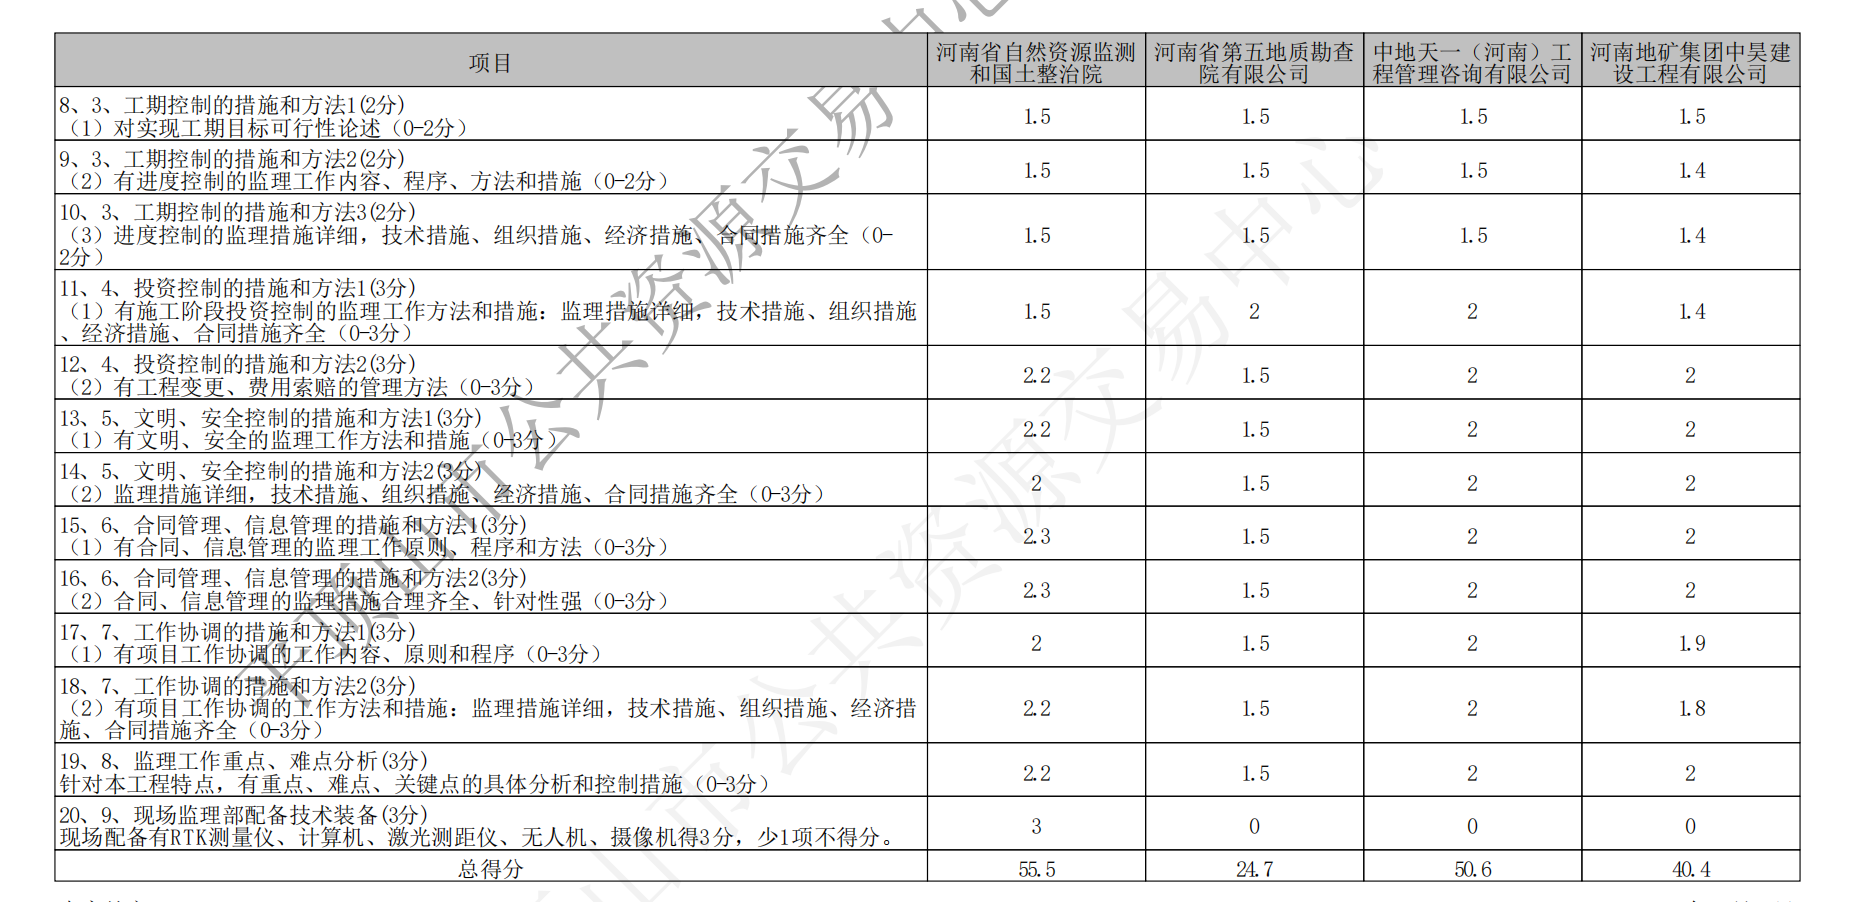 项目 河南省自然资源监测和国土整治院 河南省第五地质勘查院有限公司 中地天一（河南）工程管理咨询有限公司 河南地矿集团中昊建设工程有限公司
8、3、工期控制的措施和方法1(2分)
（1）对实现工期目标可行性论述（0-2分） 1.5 1.5 1.5 1.5
9、3、工期控制的措施和方法2(2分)
（2）有进度控制的监理工作内容、程序、方法和措施（0-2分） 1.5 1.5 1.5 1.4
10、3、工期控制的措施和方法3(2分)
（3）进度控制的监理措施详细，技术措施、组织措施、经济措施、合同措施齐全（0-
2分） 1.5 1.5 1.5 1.4
11、4、投资控制的措施和方法1(3分)
（1）有施工阶段投资控制的监理工作方法和措施：监理措施详细，技术措施、组织措施
、经济措施、合同措施齐全（0-3分） 1.5 2 2 1.4
12、4、投资控制的措施和方法2(3分)
（2）有工程变更、费用索赔的管理方法（0-3分） 2.2 1.5 2 2
13、5、文明、安全控制的措施和方法1(3分)
（1）有文明、安全的监理工作方法和措施（0-3分） 2.2 1.5 2 2
14、5、文明、安全控制的措施和方法2(3分)
（2）监理措施详细，技术措施、组织措施、经济措施、合同措施齐全（0-3分） 2 1.5 2 2
15、6、合同管理、信息管理的措施和方法1(3分)
（1）有合同、信息管理的监理工作原则、程序和方法（0-3分） 2.3 1.5 2 2
16、6、合同管理、信息管理的措施和方法2(3分)
（2）合同、信息管理的监理措施合理齐全、针对性强（0-3分） 2.3 1.5 2 2
17、7、工作协调的措施和方法1(3分)
（1）有项目工作协调的工作内容、原则和程序（0-3分） 2 1.5 2 1.9
18、7、工作协调的措施和方法2(3分)
（2）有项目工作协调的工作方法和措施：监理措施详细，技术措施、组织措施、经济措
施、合同措施齐全（0-3分） 2.2 1.5 2 1.8
19、8、监理工作重点、难点分析(3分)
针对本工程特点，有重点、难点、关键点的具体分析和控制措施（0-3分） 2.2 1.5 2 2
20、9、现场监理部配备技术装备(3分)
现场配备有RTK测量仪、计算机、激光测距仪、无人机、摄像机得3分，少1项不得分。 3 0 0 0
总得分 55.5 24.7 50.6 40.4
平顶山市公共资源交易中心
山市公共资源交易中心